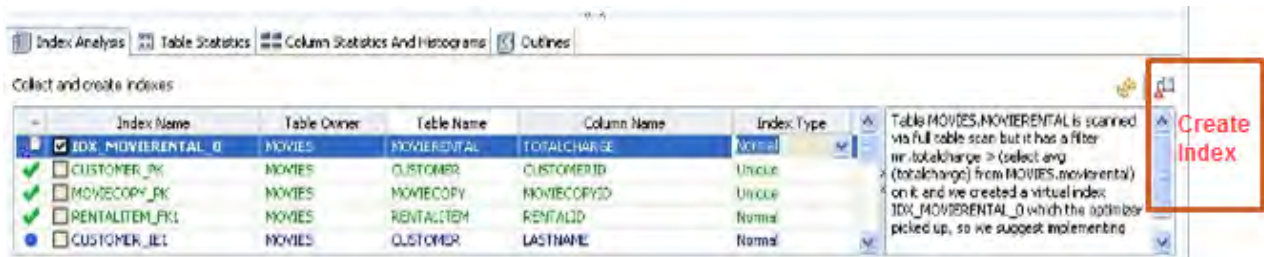 Index Analysis Table Statistics Column Statistics And Histograms Outlines
Collect and create indexes
Index Name Table Owner Table Name Column Name Index Type
IDX_MOVIERENTAL_0 MOVIES MOVIERENTAL TOTALCHARGE Normal
CUSTOMER_PK MOVIES CUSTOMER CUSTOMERID Unique
MOVIECOPY_PK MOVIES MOVIECOPY MOVIECOPYID Unique
RENTALITEM_FK1 MOVIES RENTALITEM RENTALID Normal
CUSTOMER_IE1 MOVIES CUSTOMER LASTNAME Normal
Table MOVIES.MOVIERENTAL is scanned
via full table scan but it has a filter
mr.totalcharge > (select avg
(totalcharge) from MOVIES.movierental)
on it and we created a virtual index
IDX_MOVIERENTAL_0 which the optimizer
picked up, so we suggest implementing
Create
Index